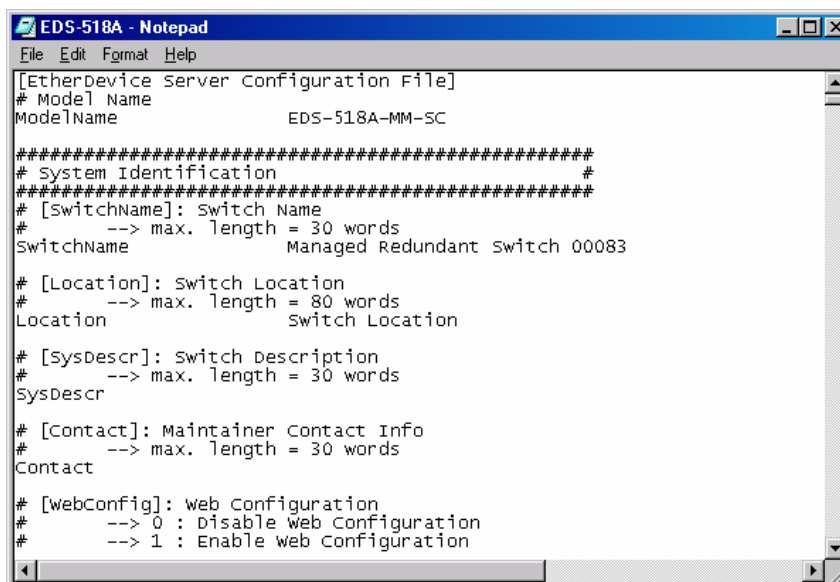 EDS-518A - Notepad
File Edit Format Help
[EtherDevice Server Configuration File]
# Model Name
ModelName EDS-518A-MM-SC
##################################################
# System Identification #
##################################################
# [SwitchName]: Switch Name
# --> max. length = 30 words
SwitchName Managed Redundant Switch 00083
# [Location]: Switch Location
# --> max. length = 80 words
Location Switch Location
# [SysDescr]: Switch Description
# --> max. length = 30 words
SysDescr
# [Contact]: Maintainer Contact Info
# --> max. length = 30 words
Contact
# [WebConfig]: Web Configuration
# --> 0 : Disable Web Configuration
# --> 1 : Enable Web Configuration